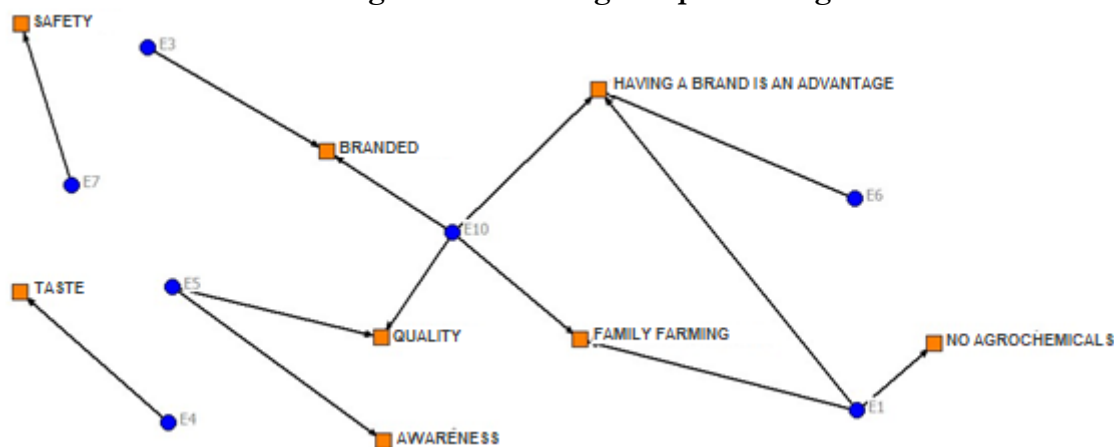 SAFETY
E3
HAVING A BRAND IS AN ADVANTAGE
BRANDED
E7
E6
E10
TASTE
E5
QUALITY
FAMILY FARMING
NO AGROCHEMICALS
E4
E1
AWARENESS